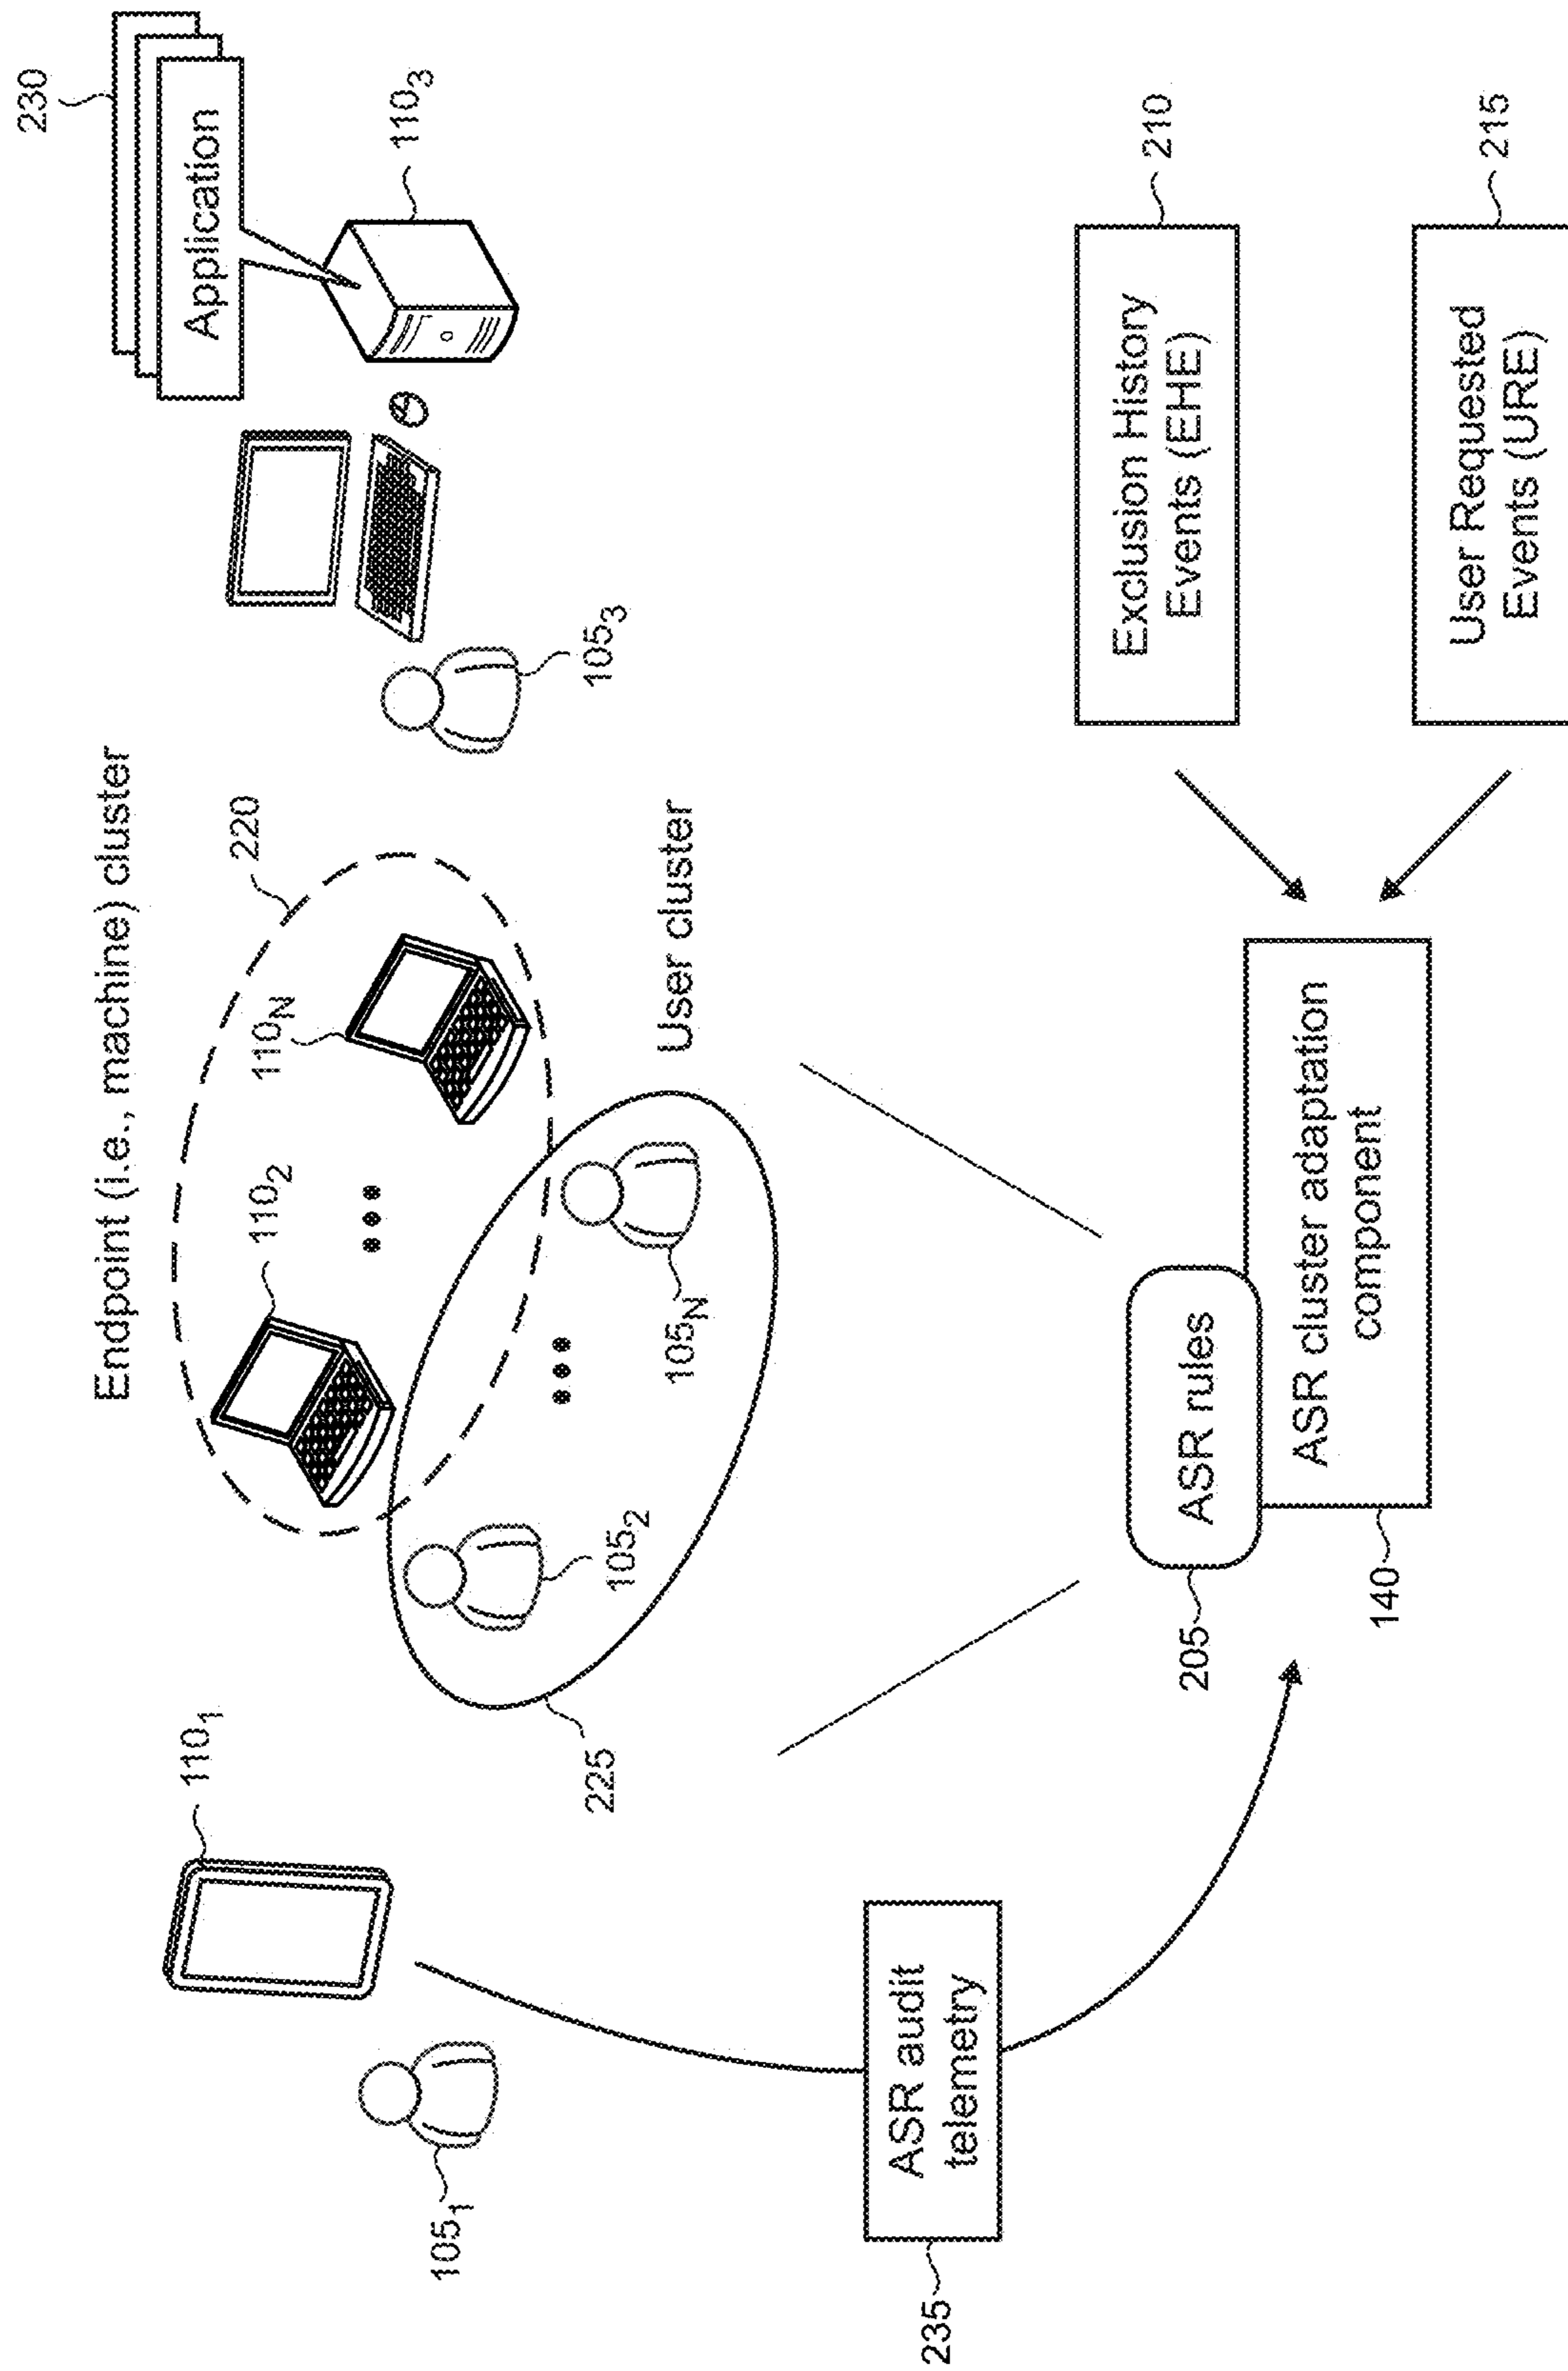 Endpoint (i.e., machine) cluster
230
Application
110₁
110₂
110N
220
110₃
105₁
105₂
105N
105₃
225
User cluster
235
ASR audit
telemetry
205
ASR rules
140
ASR cluster adaptation
component
Exclusion History
Events (EHE)
210
User Requested
Events (URE)
215